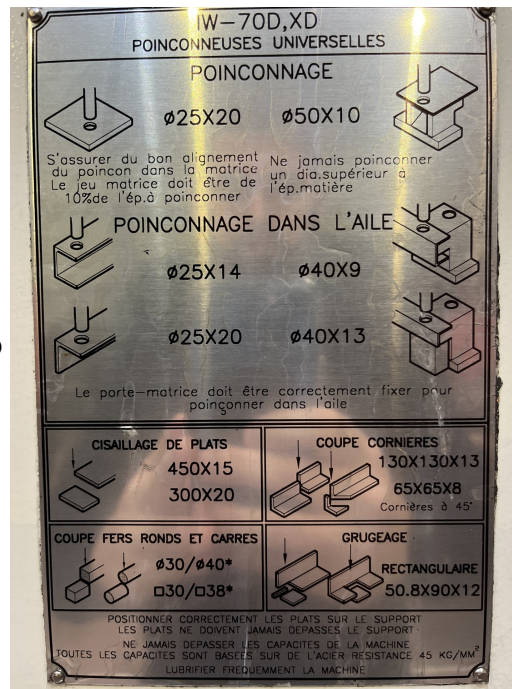 IW-70D,XD
POINCONNEUSES UNIVERSELLES
POINCONNAGE
ø25X20 ø50X10
S'assurer du bon alignement
du poincon dans la matrice
Le jeu matrice doit être de
10%de l'ép.à poinconner
Ne jamais poinconner
un dia.supérieur à
l'ép.matière
POINCONNAGE DANS L'AILE
ø25X14 ø40X9
ø25X20 ø40X13
Le porte-matrice doit être correctement fixer pour
poinçonner dans l'aile
CISAILLAGE DE PLATS
450X15
300X20
COUPE CORNIERES
130X130X13
65X65X8
Cornières à 45°
COUPE FERS RONDS ET CARRES
ø30/ø40*
□30/□38*
GRUGEAGE
RECTANGULAIRE
50.8X90X12
POSITIONNER CORRECTEMENT LES PLATS SUR LE SUPPORT
LES PLATS NE DOIVENT JAMAIS DEPASSES LE SUPPORT
NE JAMAIS DEPASSER LES CAPACITES DE LA MACHINE
TOUTES LES CAPACITES SONT BASEES SUR DE L'ACIER RESISTANCE 45 KG/MM²
LUBRIFIER FREQUEMMENT LA MACHINE